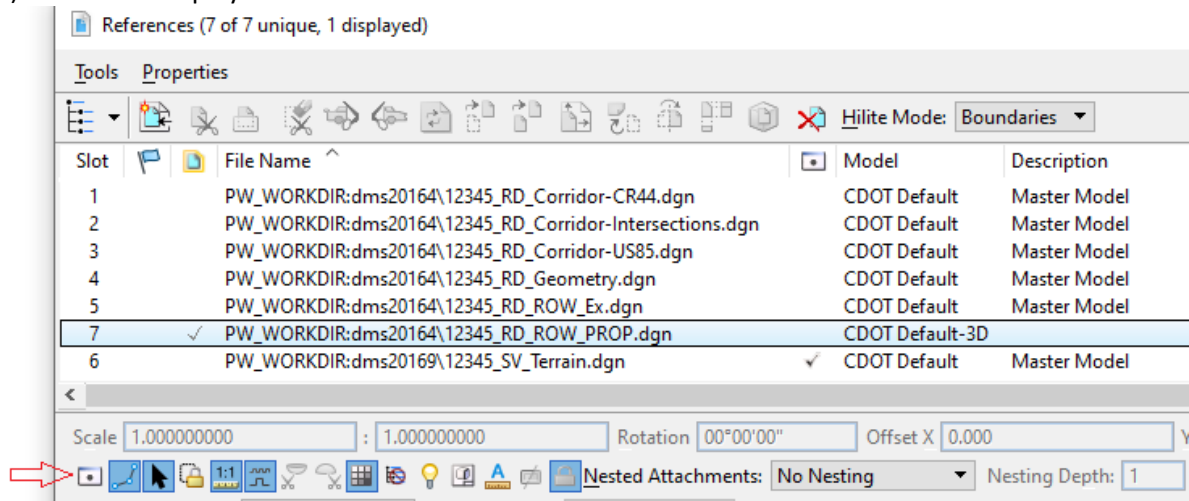 References (7 of 7 unique, 1 displayed)
Tools Properties
Hilite Mode: Boundaries
Slot File Name Model Description
1 PW_WORKDIR:dms20164\12345_RD_Corridor-CR44.dgn CDOT Default Master Model
2 PW_WORKDIR:dms20164\12345_RD_Corridor-Intersections.dgn CDOT Default Master Model
3 PW_WORKDIR:dms20164\12345_RD_Corridor-US85.dgn CDOT Default Master Model
4 PW_WORKDIR:dms20164\12345_RD_Geometry.dgn CDOT Default Master Model
5 PW_WORKDIR:dms20164\12345_RD_ROW_Ex.dgn CDOT Default Master Model
7 PW_WORKDIR:dms20164\12345_RD_ROW_PROP.dgn CDOT Default-3D
6 PW_WORKDIR:dms20169\12345_SV_Terrain.dgn CDOT Default Master Model
Scale 1.000000000 : 1.000000000 Rotation 00°00'00" Offset X 0.000 Y
1:1 A Nested Attachments: No Nesting Nesting Depth: 1